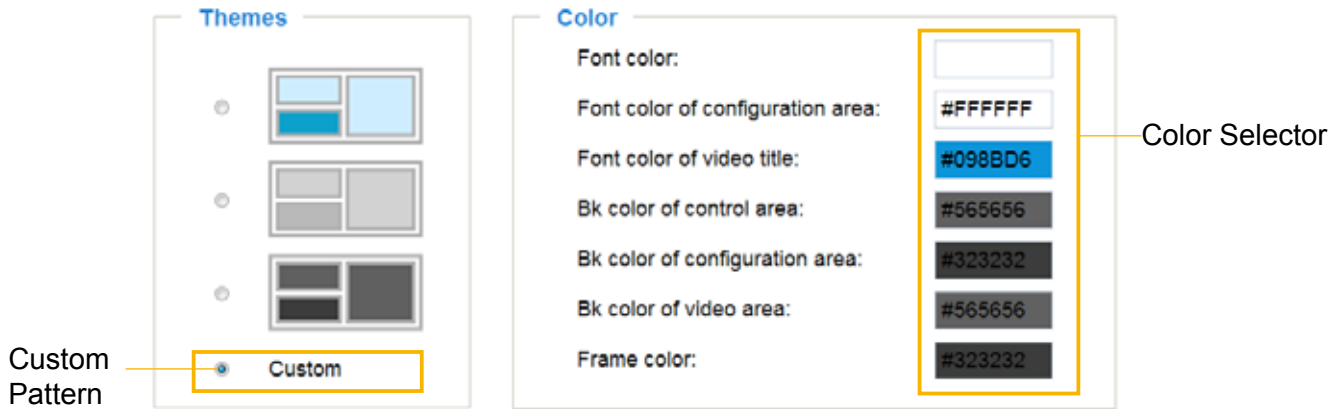 Themes
Custom
Custom
Pattern
Color
Font color:
Font color of configuration area: #FFFFFF
Font color of video title: #098BD6
Bk color of control area: #565656
Bk color of configuration area: #323232
Bk color of video area: #565656
Frame color: #323232
Color Selector